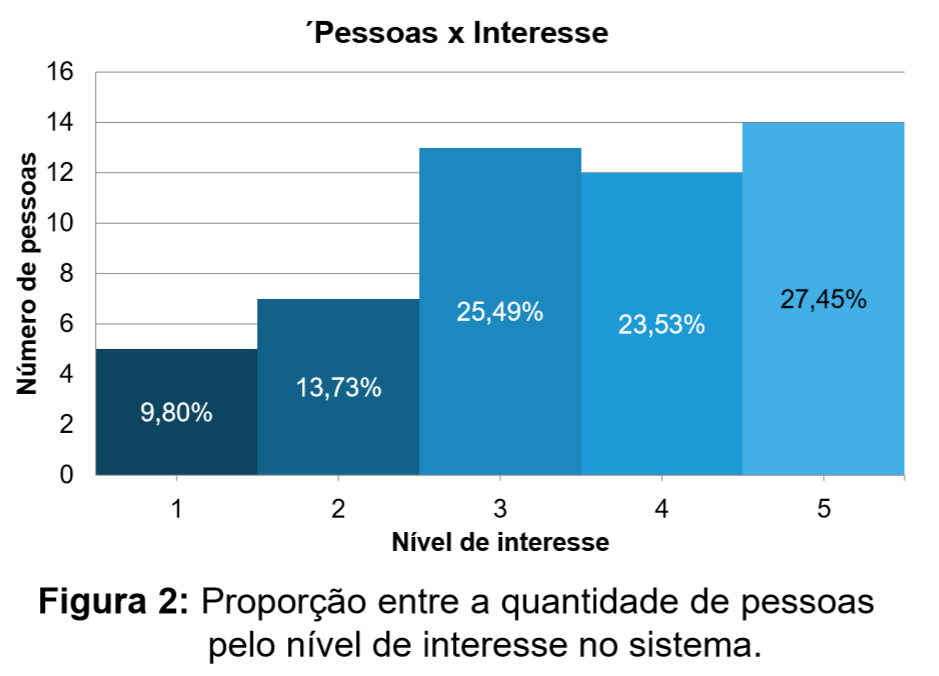 ´Pessoas x Interesse
16
14
12
10
8
6
4
2
0
Número de pessoas
9,80%
13,73%
25,49%
23,53%
27,45%
1 2 3 4 5
Nível de interesse
Figura 2: Proporção entre a quantidade de pessoas
pelo nível de interesse no sistema.